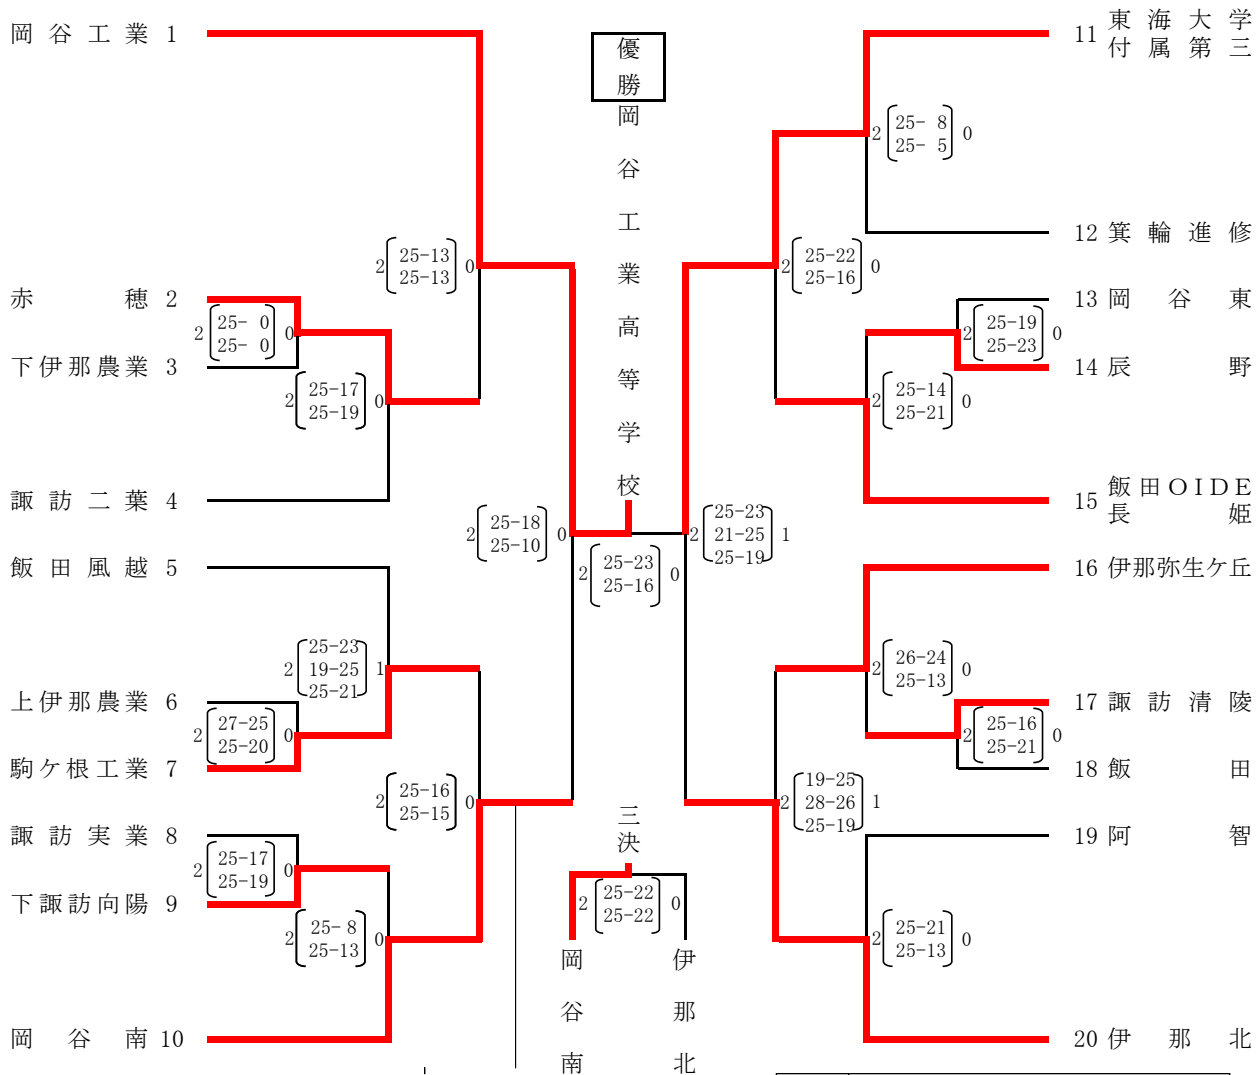 岡谷工業 1
赤穂 2
下伊那農業 3
諏訪二葉 4
飯田風越 5
上伊那農業 6
駒ケ根工業 7
諏訪実業 8
下諏訪向陽 9
岡谷南 10
2 25- 0 0
25- 0
2 25-17 0
25-19
2 25-13 0
25-13
2 27-25 0
25-20
2 25-23 1
19-25
25-21
2 25-17 0
25-19
2 25- 8 0
25-13
2 25-16 0
25-15
2 25-18 0
25-10
優勝
岡谷工業高等学校
2 25-23 0
25-16
三決
2 25-22 0
25-22
岡谷南
伊那北
2 25-23 1
21-25
25-19
2 25- 8 0
25- 5
2 25-22 0
25-16
2 25-19 0
25-23
2 25-14 0
25-21
2 26-24 0
25-13
2 25-16 0
25-21
2 19-25 1
28-26
25-19
2 25-21 0
25-13
11 東海大学
付属第三
12 箕輪進修
13 岡谷東
14 辰野
15 飯田OIDE
長姫
16 伊那弥生ケ丘
17 諏訪清陵
18 飯田
19 阿智
20 伊那北